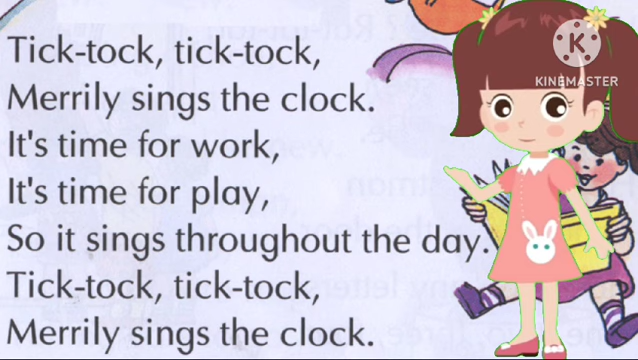 Tick-tock, tick-tock,
Merrily sings the clock.
It's time for work,
It's time for play,
So it sings throughout the day.
Tick-tock, tick-tock,
Merrily sings the clock.
K
KINEMASTER